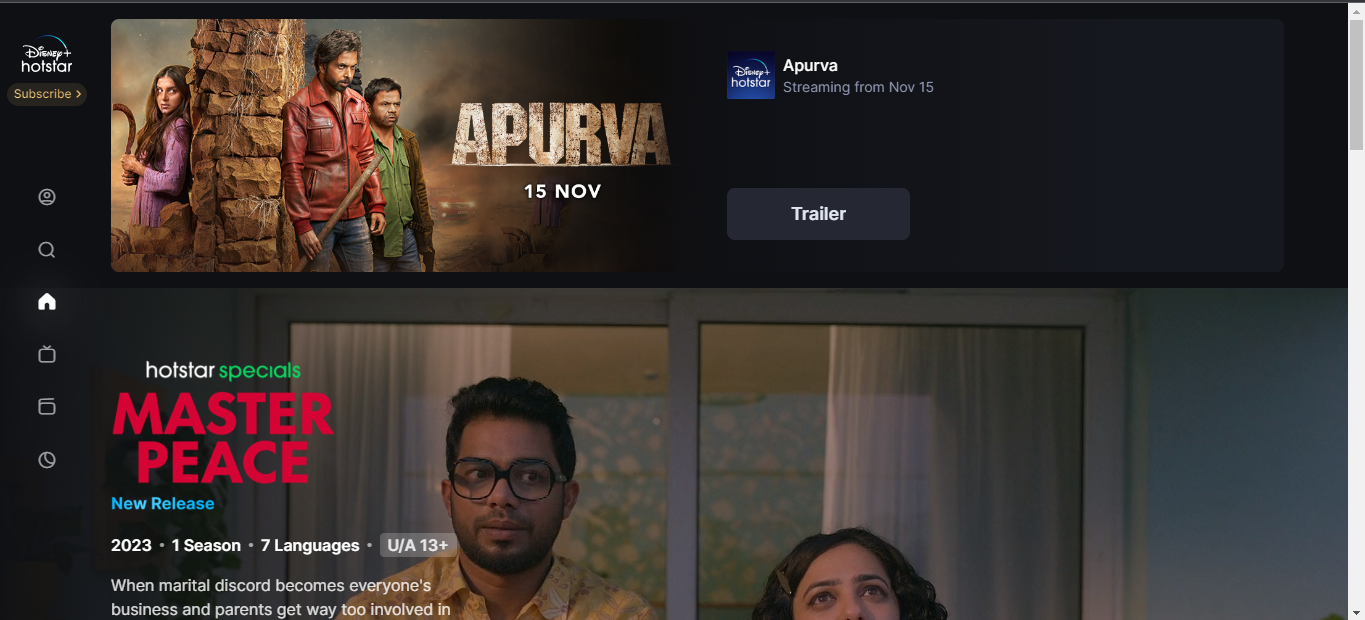 Disney+
hotstar
Subscribe >
APURVA
15 NOV
Disney+
hotstar
Apurva
Streaming from Nov 15
Trailer
hotstar specials
MASTER
PEACE
New Release
2023 • 1 Season • 7 Languages • U/A 13+
When marital discord becomes everyone's
business and parents get way too involved in